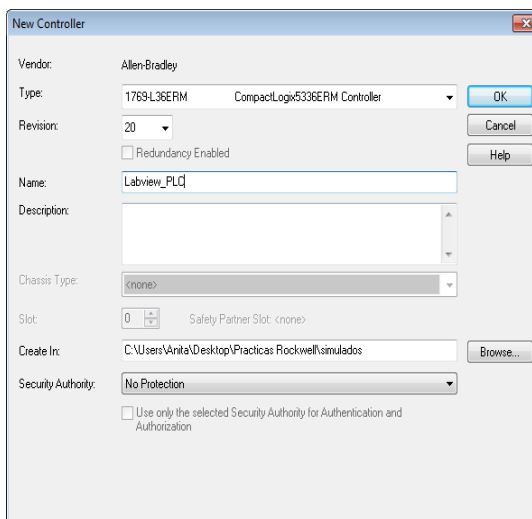 New Controller
Vendor: Allen-Bradley
Type: 1769-L36ERM CompactLogix5336ERM Controller OK
Revision: 20 Cancel
Redundancy Enabled Help
Name: Labview_PLC
Description:
Chassis Type: <none>
Slot: 0 Safety Partner Slot: <none>
Create In: C:\Users\Anita\Desktop\Practicas Rockwell\simulados Browse...
Security Authority: No Protection
Use only the selected Security Authority for Authentication and
Authorization